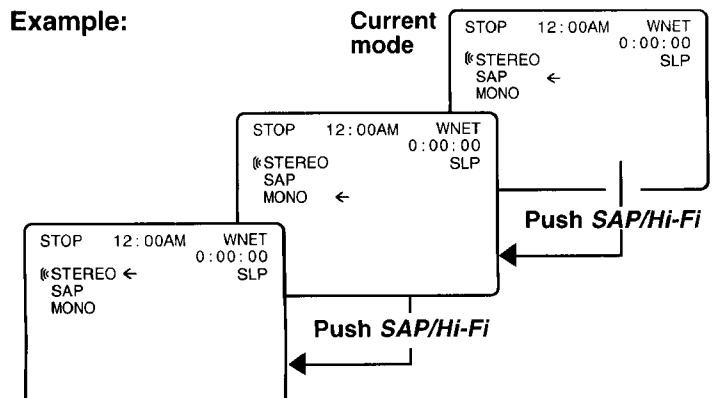 Example:
Current
mode
STOP 12:00AM WNET
0:00:00
STEREO SLP
SAP ←
MONO
STOP 12:00AM WNET
0:00:00
STEREO SLP
SAP
MONO ←
Push SAP/Hi-Fi
STOP 12:00AM WNET
0:00:00
STEREO ← SLP
SAP
MONO
Push SAP/Hi-Fi